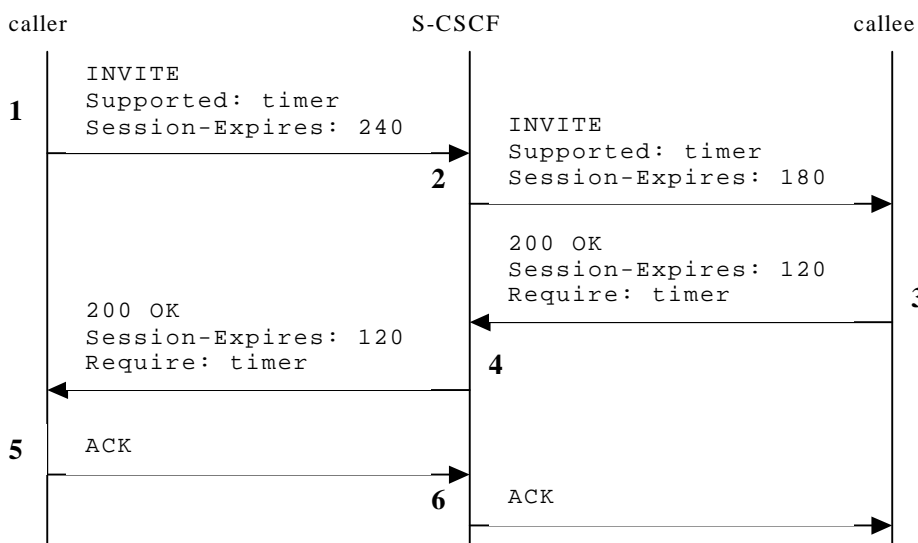 caller
S-CSCF
callee
1
INVITE
Supported: timer
Session-Expires: 240
2
INVITE
Supported: timer
Session-Expires: 180
3
200 OK
Session-Expires: 120
Require: timer
4
200 OK
Session-Expires: 120
Require: timer
5
ACK
6
ACK